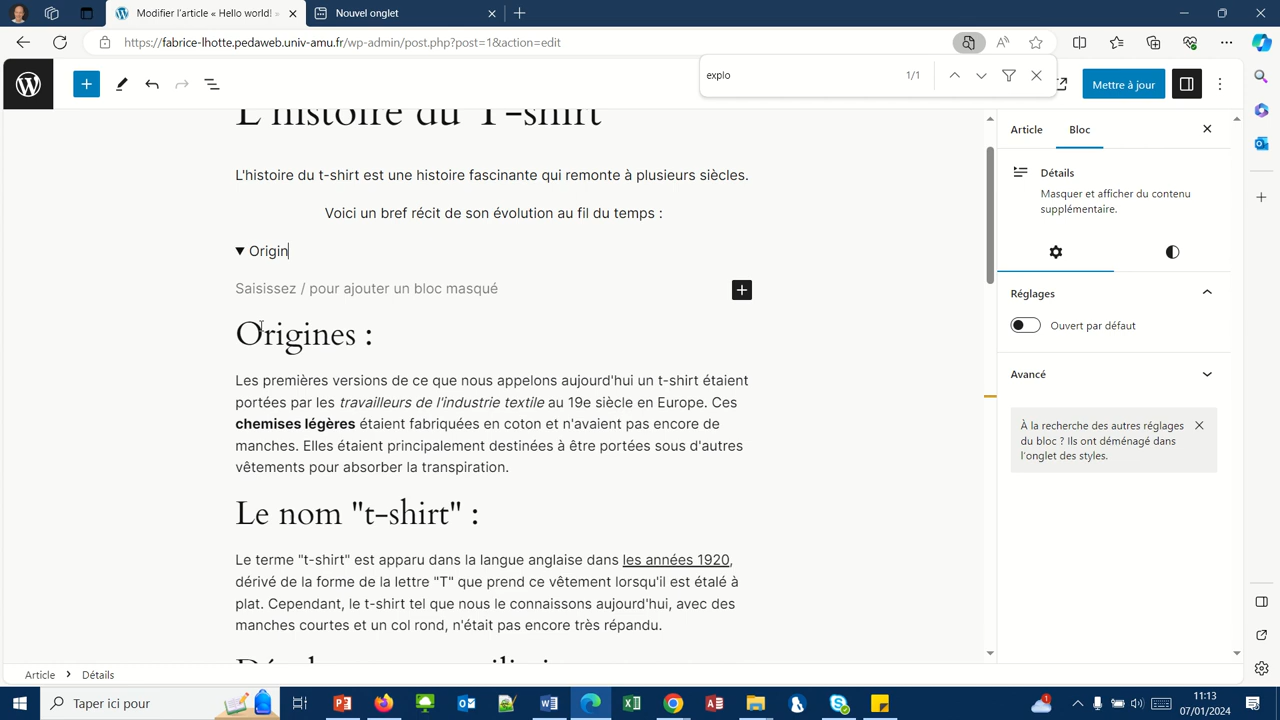 Modifier l'article « Hello world! »
Nouvel onglet
https://fabrice-lhotte.pedaweb.univ-amu.fr/wp-admin/post.php?post=1&action=edit
explo
1/1
Mettre à jour
L'histoire du T-shirt
L'histoire du t-shirt est une histoire fascinante qui remonte à plusieurs siècles.
Voici un bref récit de son évolution au fil du temps :
Origin
Saisissez / pour ajouter un bloc masqué
Origines :
Les premières versions de ce que nous appelons aujourd'hui un t-shirt étaient
portées par les travailleurs de l'industrie textile au 19e siècle en Europe. Ces
chemises légères étaient fabriquées en coton et n'avaient pas encore de
manches. Elles étaient principalement destinées à être portées sous d'autres
vêtements pour absorber la transpiration.
Le nom "t-shirt" :
Le terme "t-shirt" est apparu dans la langue anglaise dans les années 1920,
dérivé de la forme de la lettre "T" que prend ce vêtement lorsqu'il est étalé à
plat. Cependant, le t-shirt tel que nous le connaissons aujourd'hui, avec des
manches courtes et un col rond, n'était pas encore très répandu.
Article
Bloc
Détails
Masquer et afficher du contenu
supplémentaire.
Réglages
Ouvert par défaut
Avancé
À la recherche des autres réglages
du bloc ? Ils ont déménagé dans
l'onglet des styles.
Article > Détails
Taper ici pour
11:13
07/01/2024